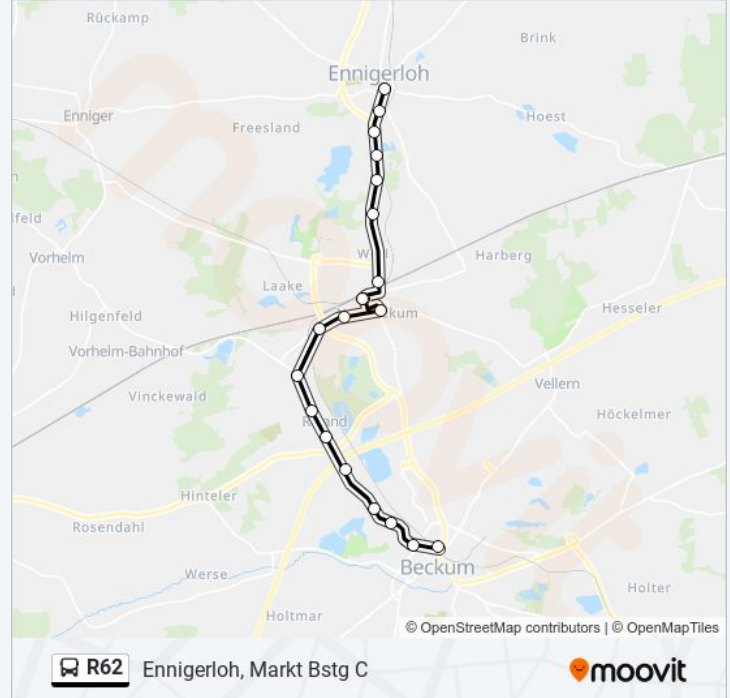 Rückamp
Brink
Ennigerloh
Enniger
Hoest
Freesland
Vorhelm
Harberg
Laake
kum
Hilgenfeld
Hesseler
Vorhelm-Bahnhof
Vellern
Vinckewald
Höckelmer
Hinteler
Rosendahl
Werse
Beckum
Holter
Holtmar
© OpenStreetMap contributors | © OpenMapTiles
R62 Ennigerloh, Markt Bstg C
moovit